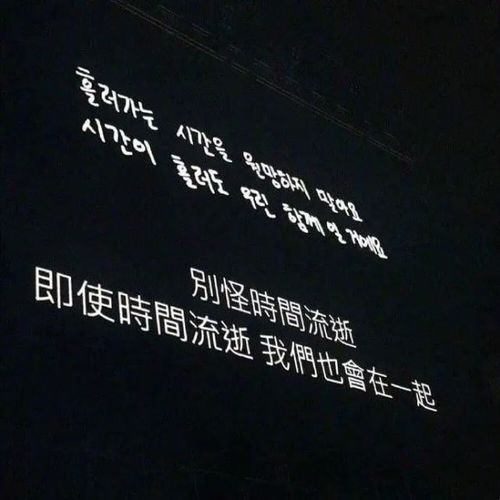 흘러가는 시간을 원망하지 말아요
시간이 흘러도 우린 함께 일 거예요
別怪時間流逝
即使時間流逝 我們也會在一起